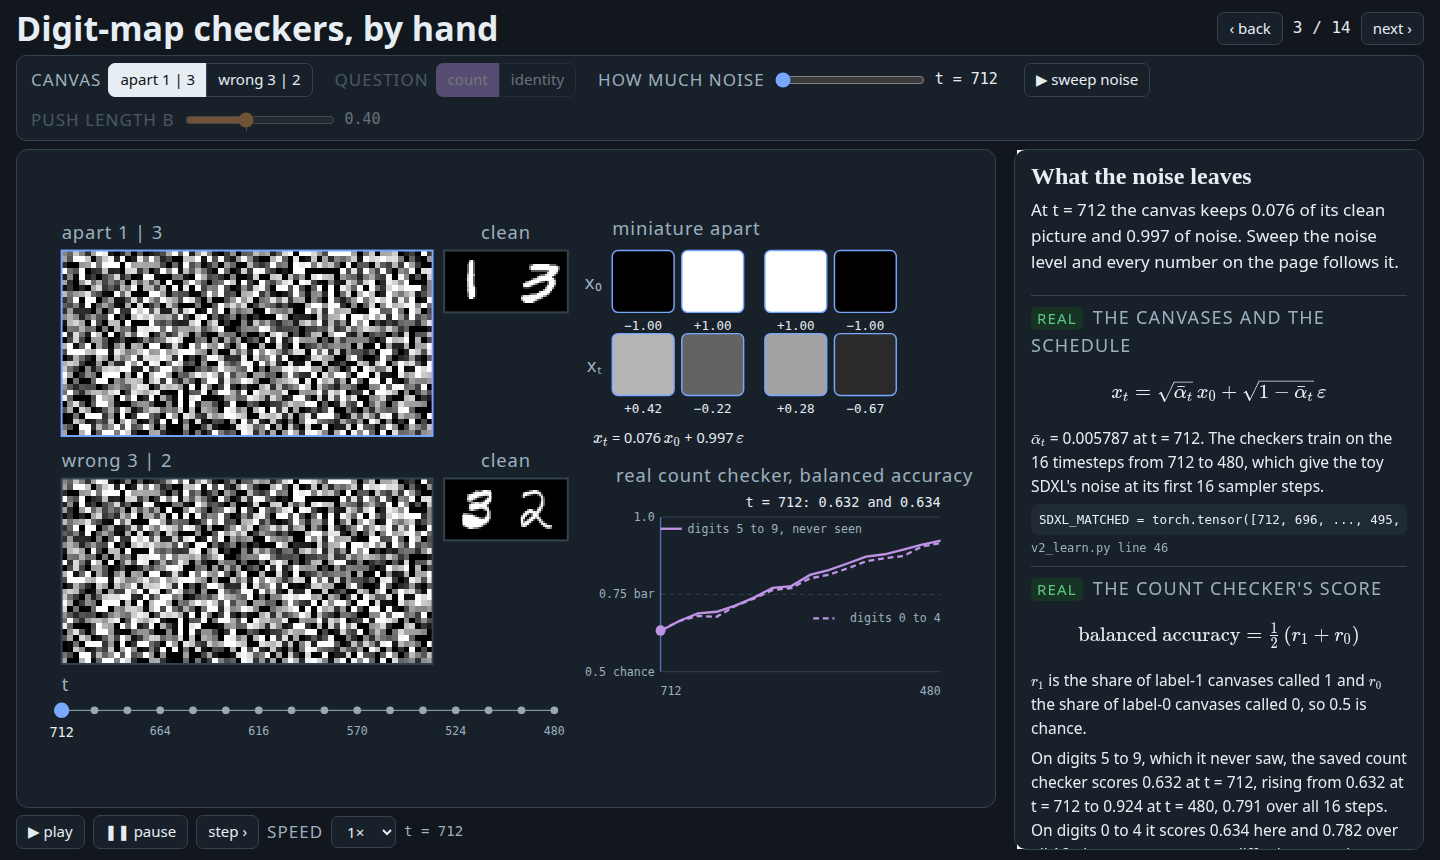 Digit-map checkers, by hand
‹ back 3 / 14 next ›
CANVAS apart 1 | 3 wrong 3 | 2 QUESTION count identity HOW MUCH NOISE t = 712 ▶ sweep noise
PUSH LENGTH B 0.40
apart 1 | 3 clean
1 3
wrong 3 | 2 clean
3 2
t
712 664 616 570 524 480
miniature apart
x₀
−1.00 +1.00 +1.00 −1.00
xₜ
+0.42 −0.22 +0.28 −0.67
xₜ = 0.076 x₀ + 0.997 ε
real count checker, balanced accuracy
t = 712: 0.632 and 0.634
1.0
digits 5 to 9, never seen
0.75 bar
digits 0 to 4
0.5 chance
712 480
▶ play ❚❚ pause step › SPEED 1× t = 712
What the noise leaves
At t = 712 the canvas keeps 0.076 of its clean
picture and 0.997 of noise. Sweep the noise
level and every number on the page follows it.
REAL THE CANVASES AND THE
SCHEDULE
xₜ = √ᾱₜ x₀ + √1 − ᾱₜ ε
ᾱₜ = 0.005787 at t = 712. The checkers train on the
16 timesteps from 712 to 480, which give the toy
SDXL's noise at its first 16 sampler steps.
SDXL_MATCHED = torch.tensor([712, 696, ..., 495,
v2_learn.py line 46
REAL THE COUNT CHECKER'S SCORE
balanced accuracy = ½ (r₁ + r₀)
r₁ is the share of label-1 canvases called 1 and r₀
the share of label-0 canvases called 0, so 0.5 is
chance.
On digits 5 to 9, which it never saw, the saved count
checker scores 0.632 at t = 712, rising from 0.632 at
t = 712 to 0.924 at t = 480, 0.791 over all 16 steps.
On digits 0 to 4 it scores 0.634 here and 0.782 over